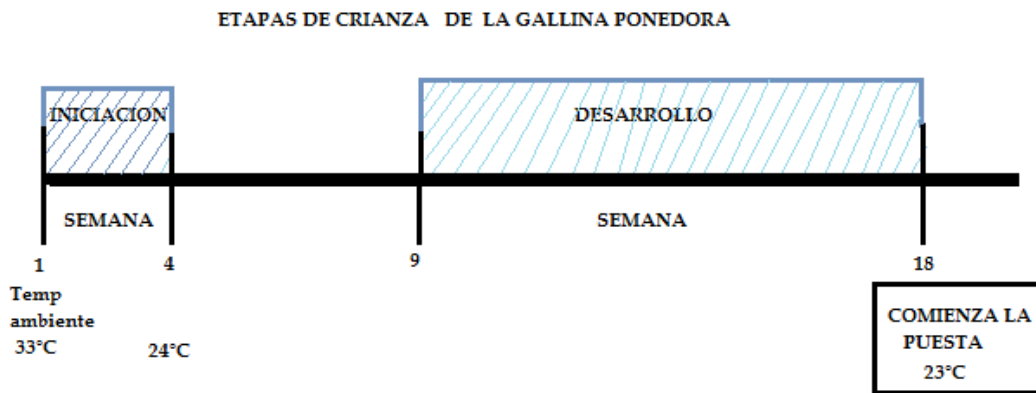 ETAPAS DE CRIANZA DE LA GALLINA PONEDORA
INICIACION
DESARROLLO
SEMANA
SEMANA
1
4
9
18
Temp
ambiente
33°C
24°C
COMIENZA LA
PUESTA
23°C